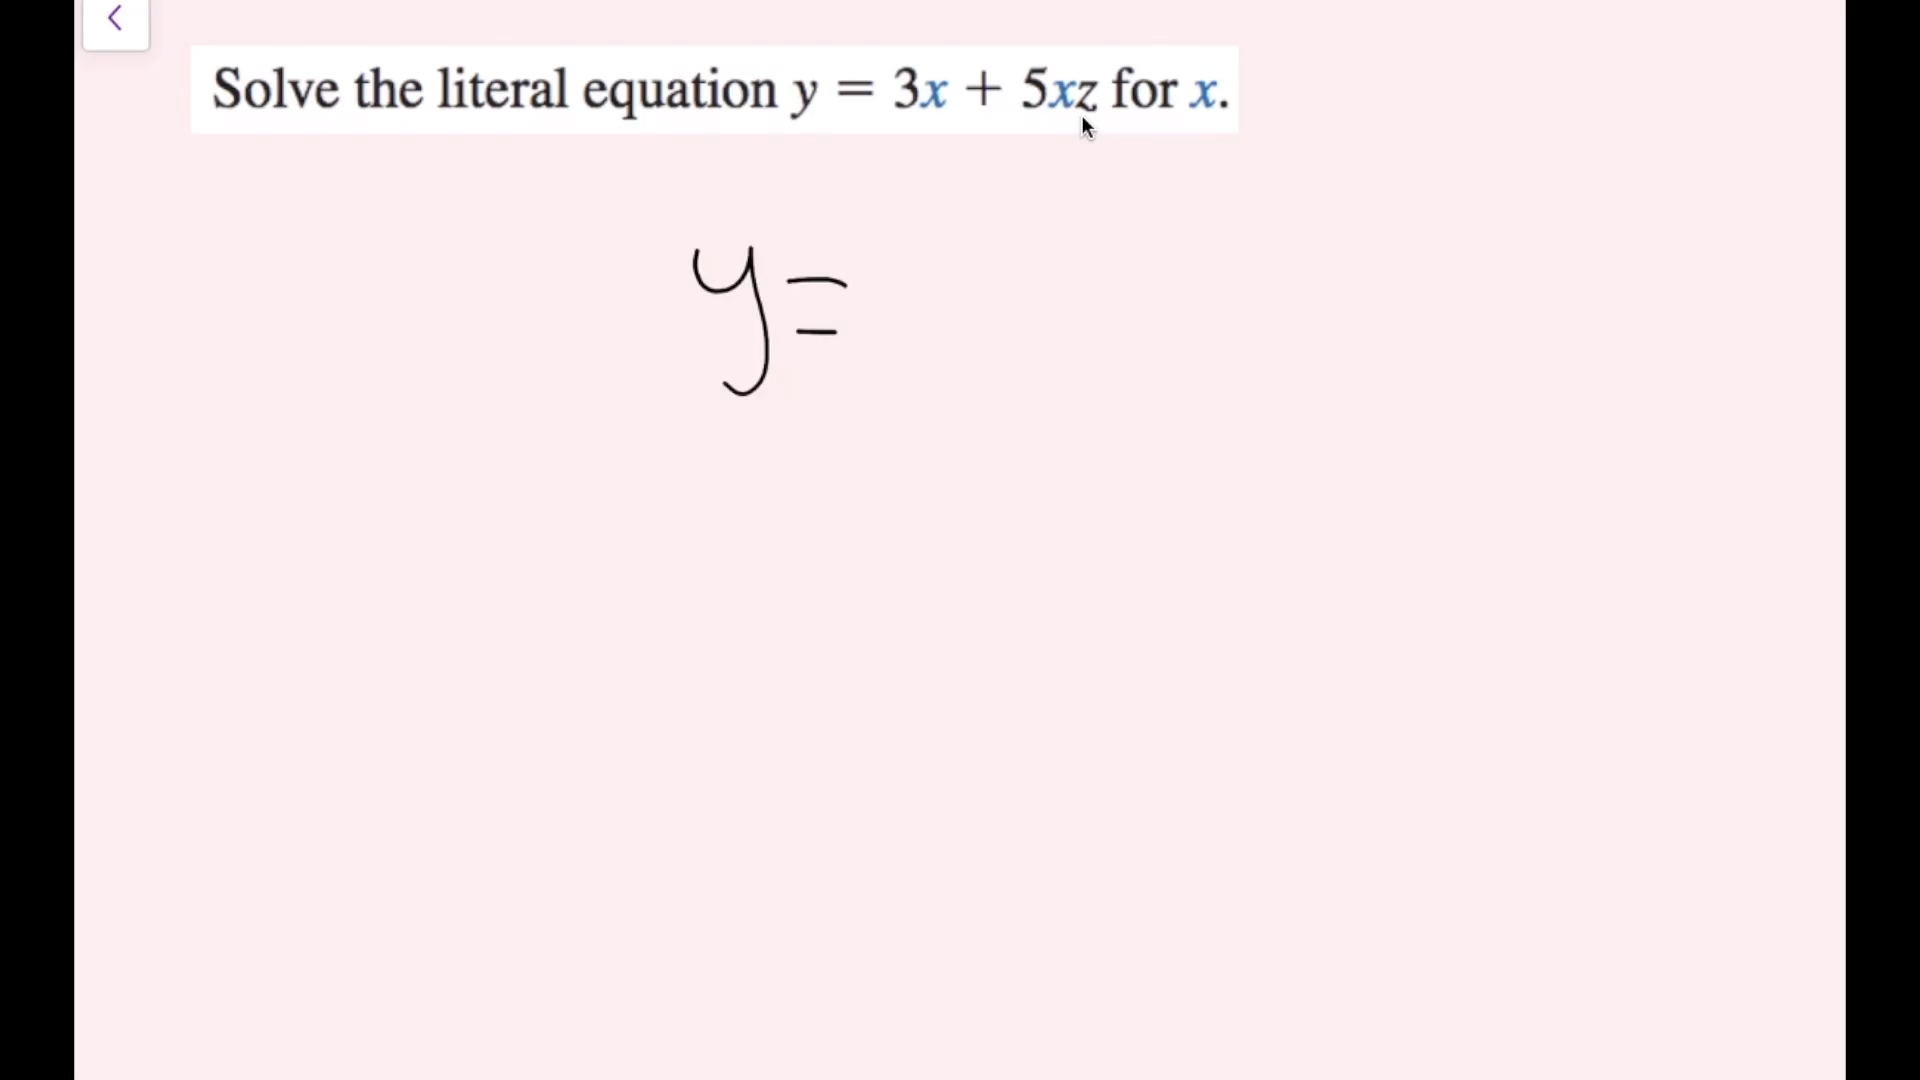 Solve the literal equation y = 3x + 5xz for x.
y =